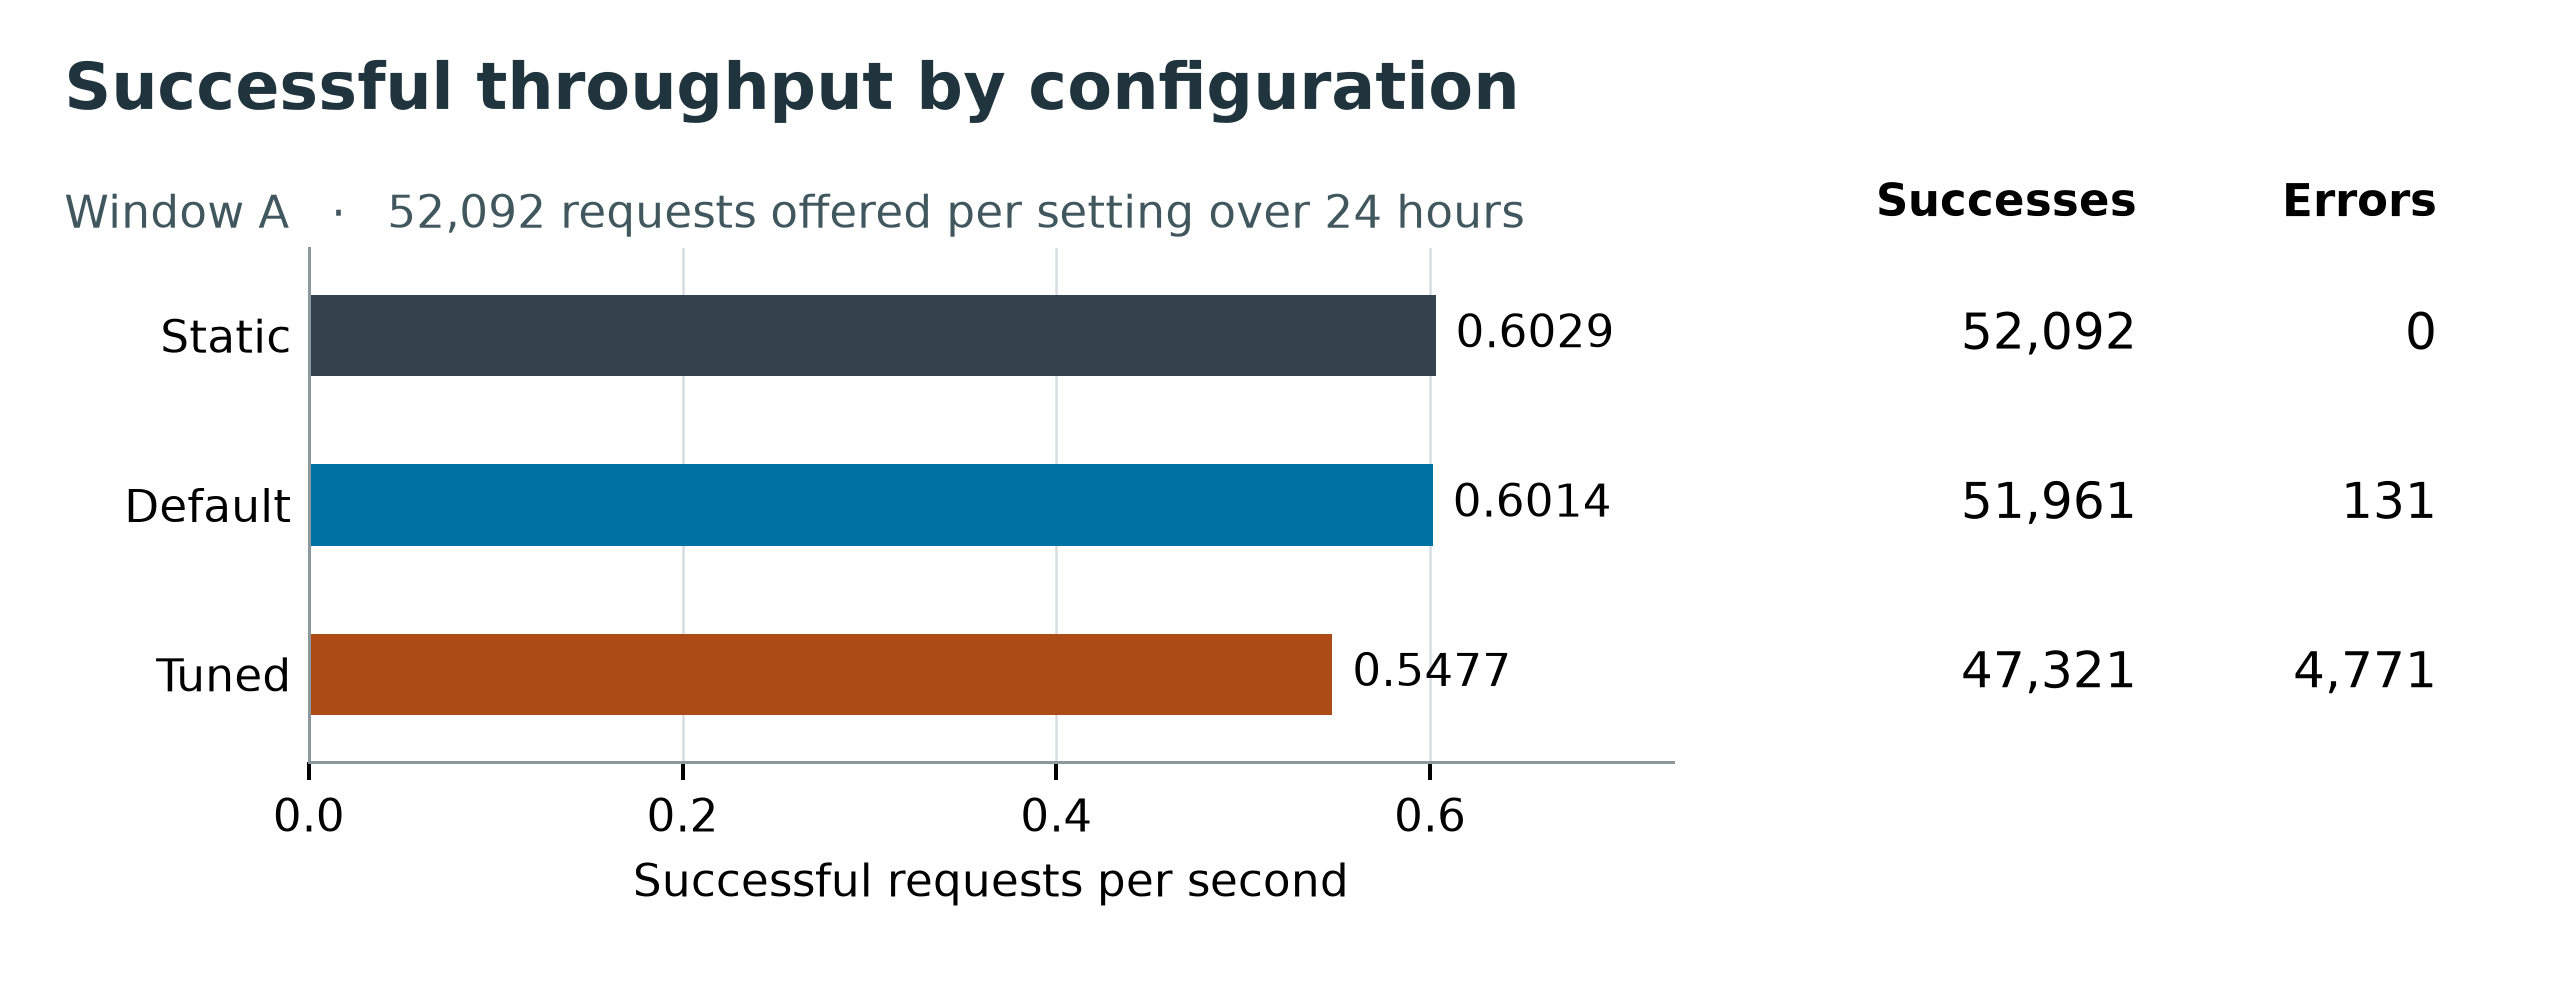 Successful throughput by configuration
Window A · 52,092 requests offered per setting over 24 hours
Successes Errors
Static 0.6029 52,092 0
Default 0.6014 51,961 131
Tuned 0.5477 47,321 4,771
0.0 0.2 0.4 0.6
Successful requests per second